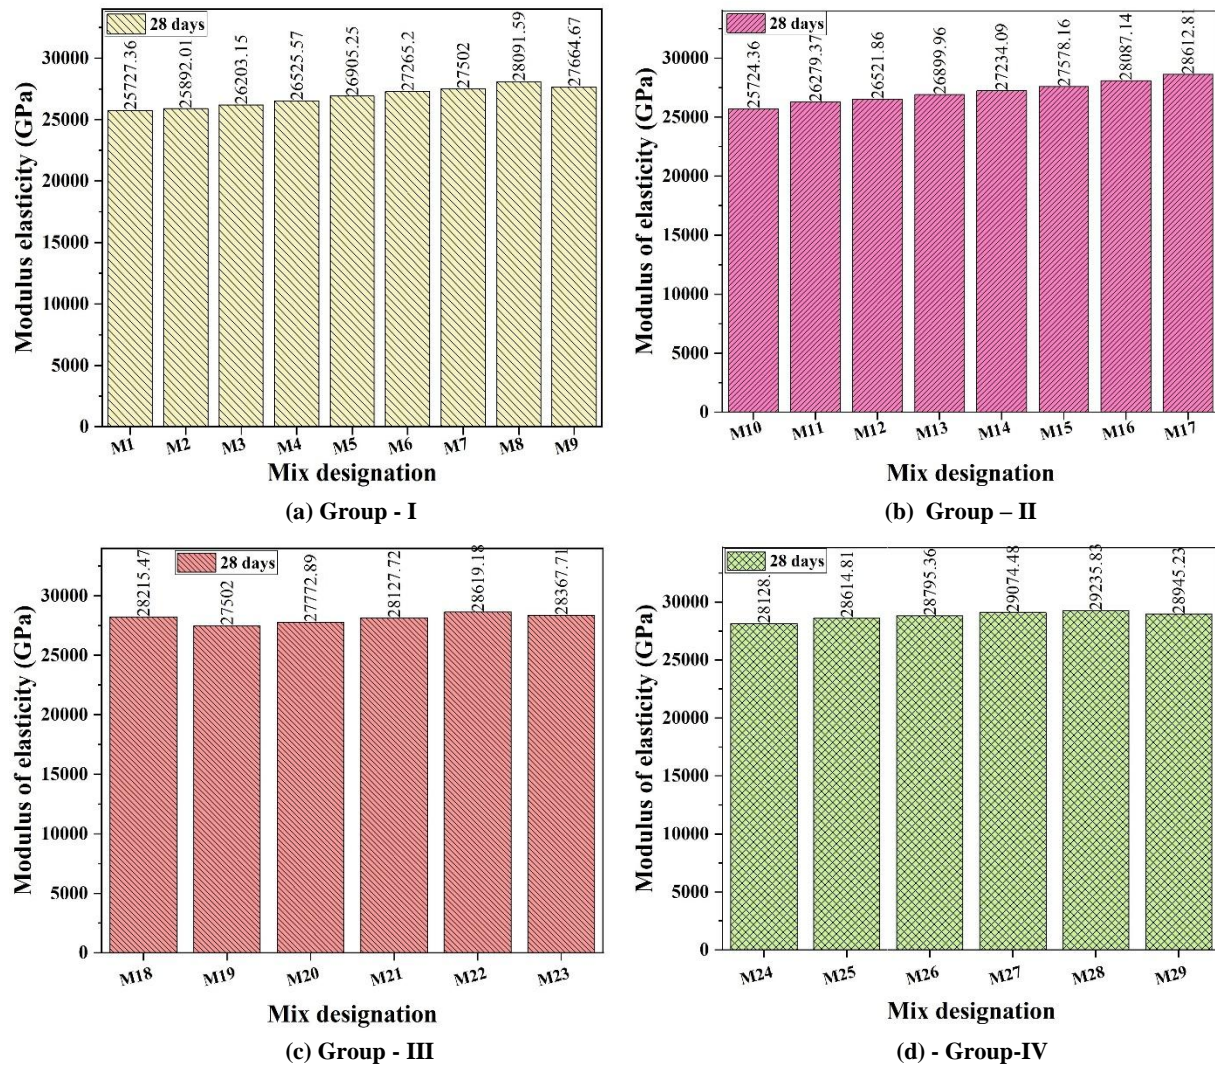 28 days
25727.36
25892.01
26203.15
26525.57
26905.25
27265.2
27502
28091.59
27664.67
Modulus elasticity (GPa)
30000
25000
20000
15000
10000
5000
0
M1 M2 M3 M4 M5 M6 M7 M8 M9
Mix designation
(a) Group - I
28 days
25724.36
26279.37
26521.86
26899.96
27234.09
27578.16
28087.14
28612.81
Modulus of elasticity (GPa)
30000
25000
20000
15000
10000
5000
0
M10 M11 M12 M13 M14 M15 M16 M17
Mix designation
(b) Group – II
28 days
28215.47
27502
27772.89
28127.72
28619.18
28367.71
Modulus of elasticity (GPa)
30000
25000
20000
15000
10000
5000
0
M18 M19 M20 M21 M22 M23
Mix designation
(c) Group - III
28 days
28128.
28614.81
28795.36
29074.48
29235.83
28945.23
Modulus of elasticity (GPa)
30000
25000
20000
15000
10000
5000
0
M24 M25 M26 M27 M28 M29
Mix designation
(d) - Group-IV